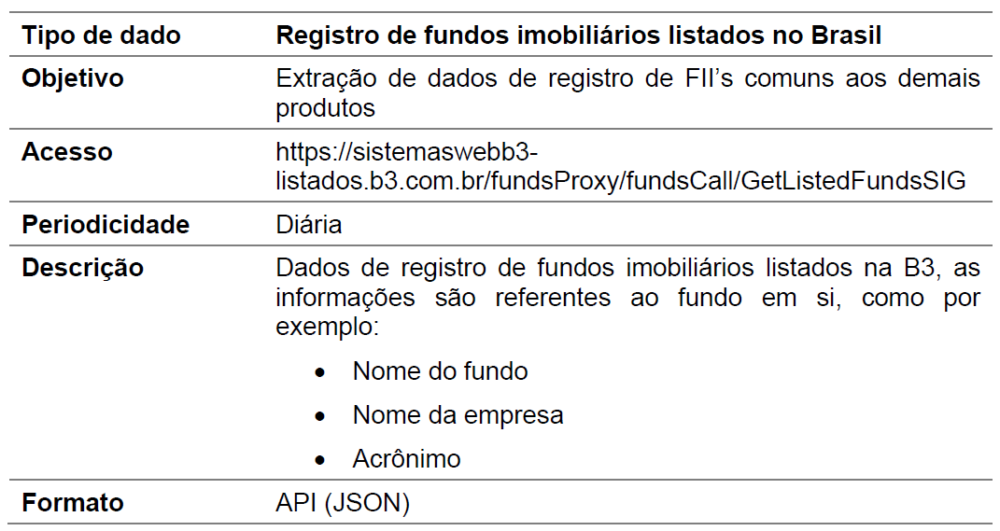 Tipo de dado Registro de fundos imobiliários listados no Brasil
Objetivo Extração de dados de registro de FII’s comuns aos demais
produtos
Acesso https://sistemaswebb3-
listados.b3.com.br/fundsProxy/fundsCall/GetListedFundsSIG
Periodicidade Diária
Descrição Dados de registro de fundos imobiliários listados na B3, as
informações são referentes ao fundo em si, como por
exemplo:
• Nome do fundo
• Nome da empresa
• Acrônimo
Formato API (JSON)